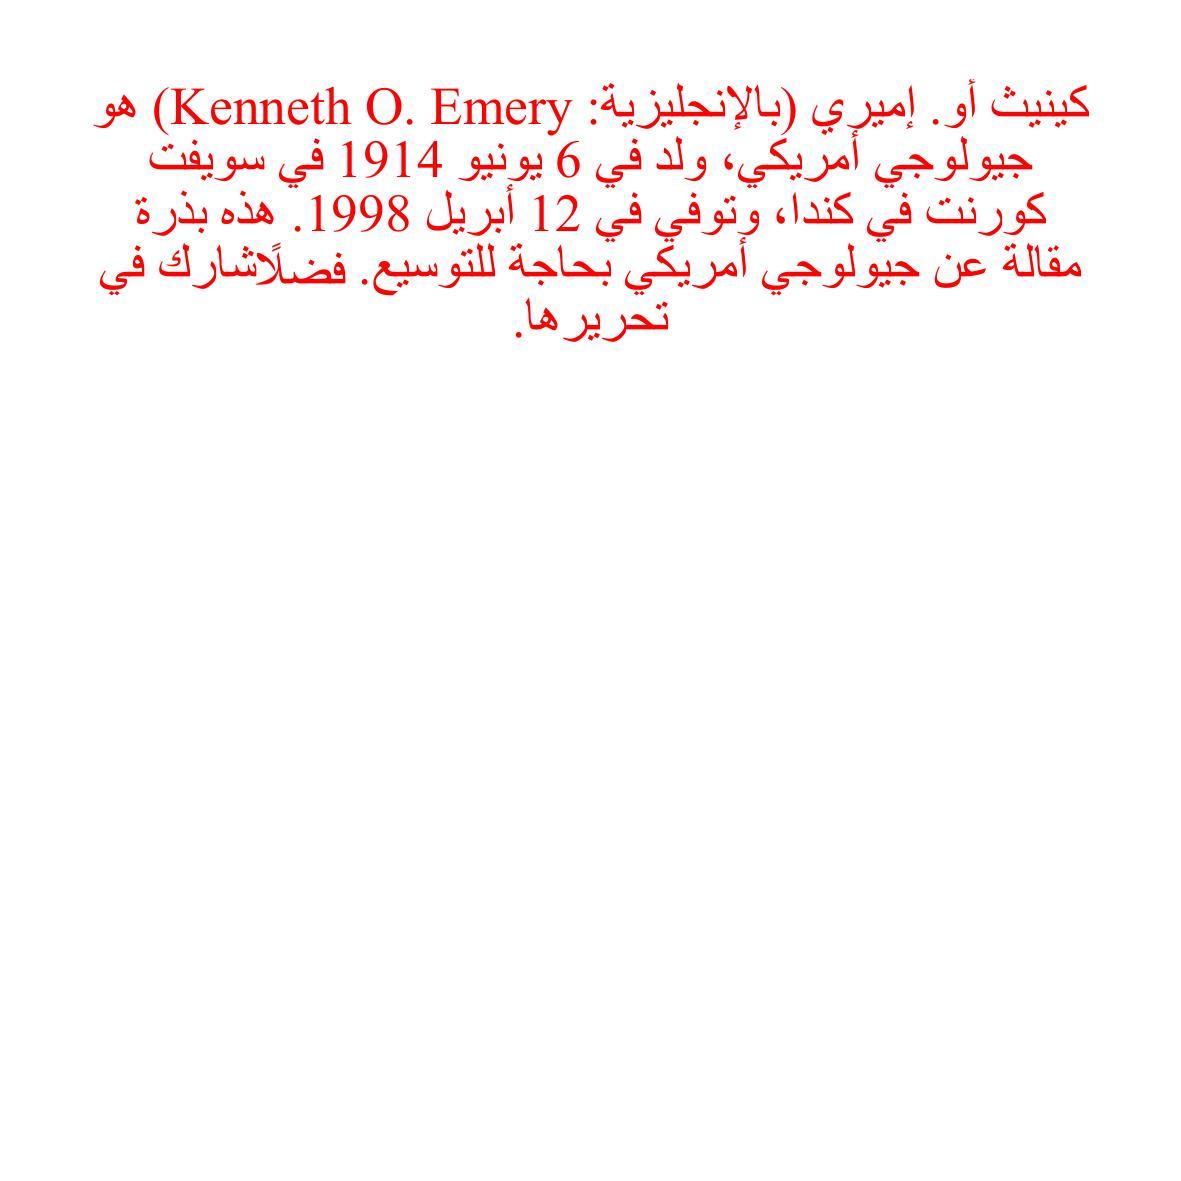 كينيث أو. إميري (بالإنجليزية: Kenneth O. Emery) هو
جيولوجي أمريكي، ولد في 6 يونيو 1914 في سويفت
كورنت في كندا، وتوفي في 12 أبريل 1998. هذه بذرة
مقالة عن جيولوجي أمريكي بحاجة للتوسيع. فضلًاشارك في
تحريرها.